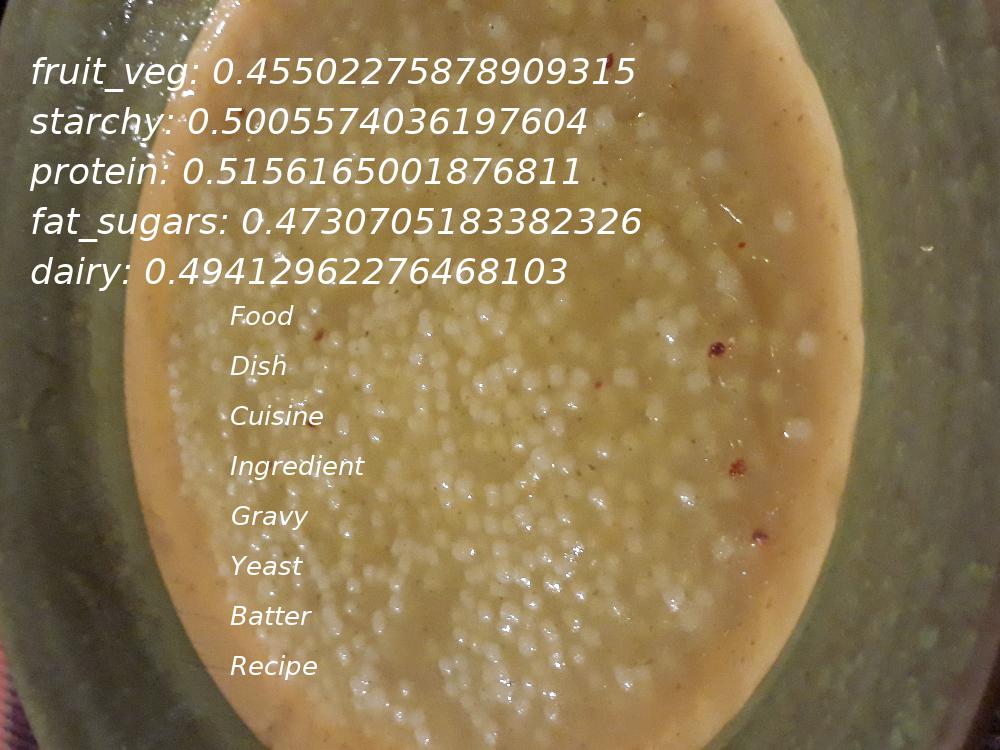 fruit_veg: 0.45502275878909315
starchy: 0.5005574036197604
protein: 0.5156165001876811
fat_sugars: 0.4730705183382326
dairy: 0.49412962276468103
Food
Dish
Cuisine
Ingredient
Gravy
Yeast
Batter
Recipe